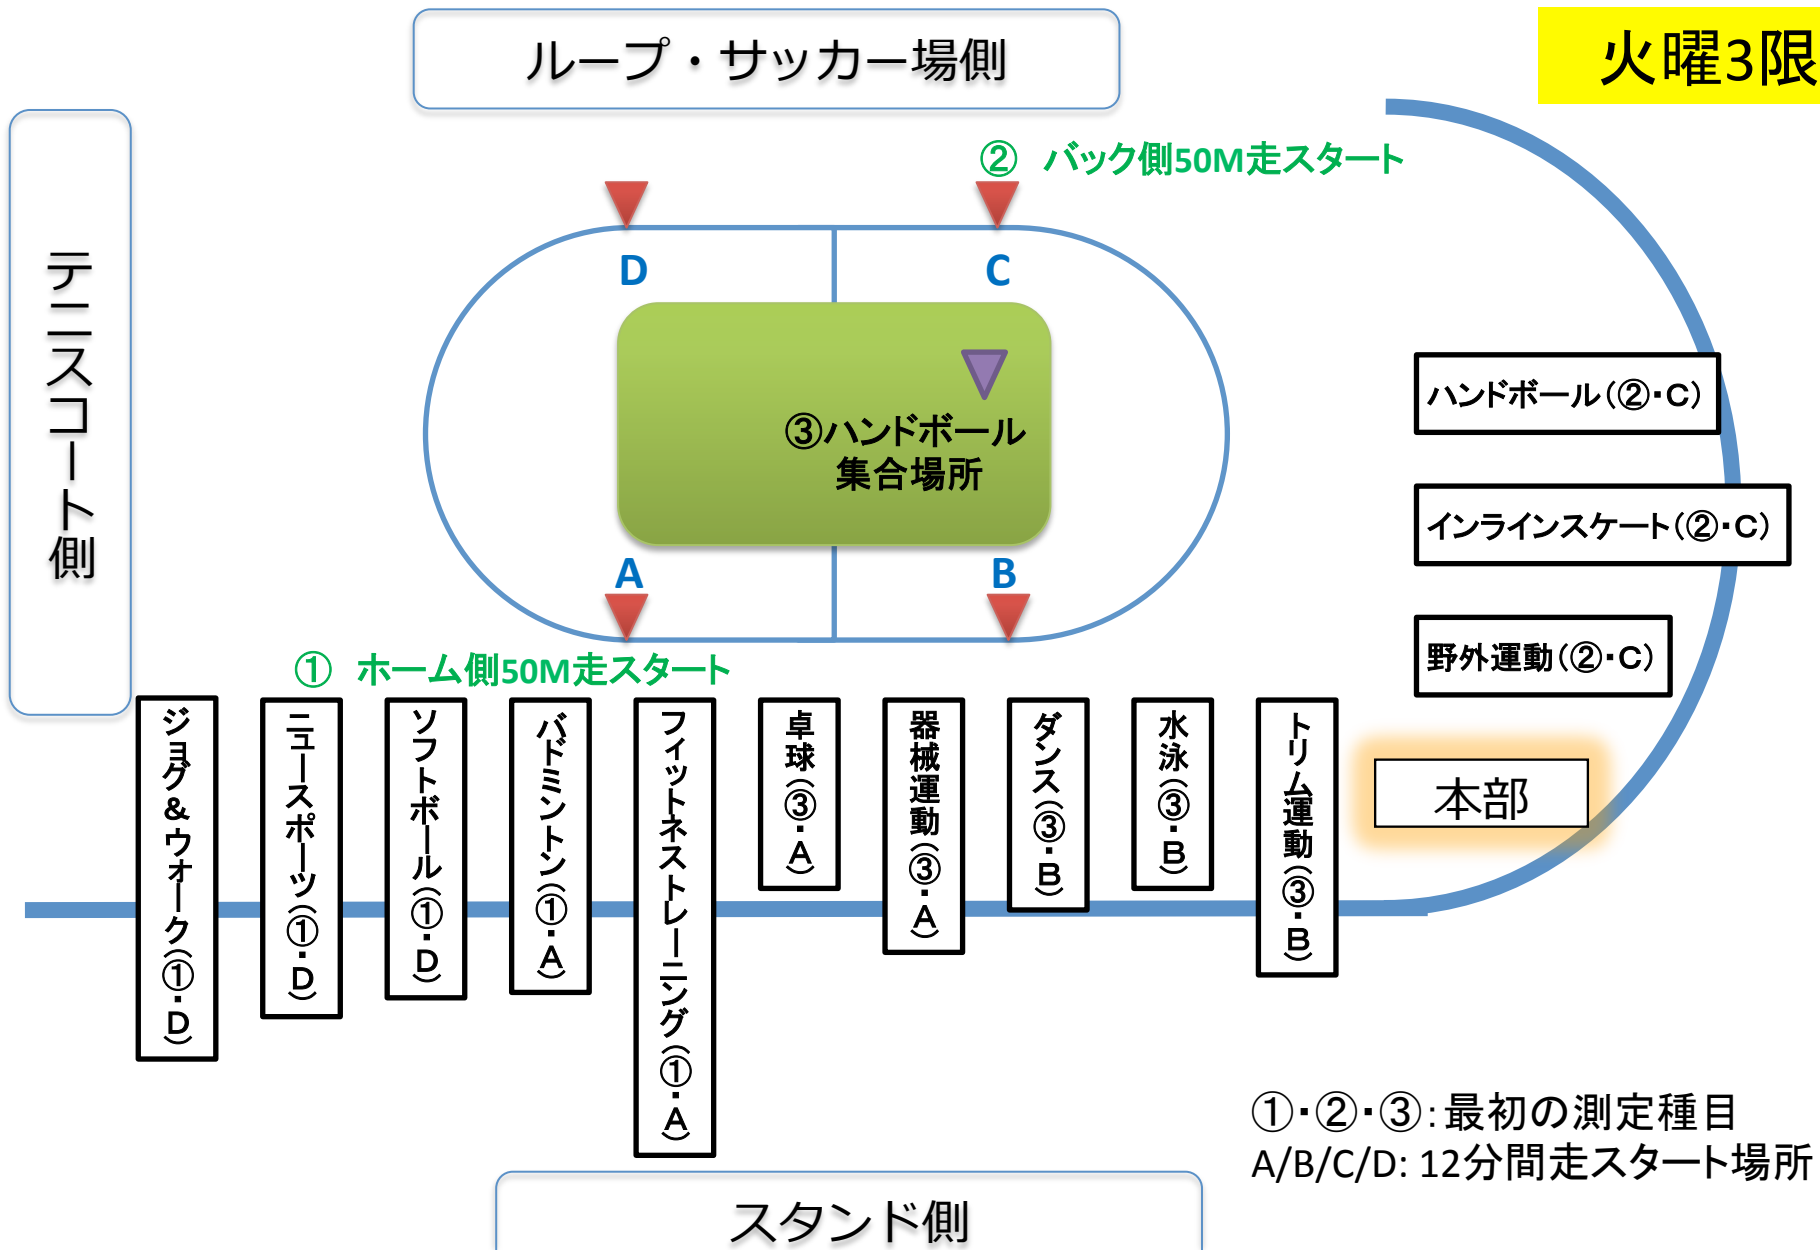 ループ・サッカー場側
火曜3限
テニスコート側
② バック側50M走スタート
D
C
③ハンドボール
集合場所
A
B
① ホーム側50M走スタート
ハンドボール(②・C)
インラインスケート(②・C)
野外運動(②・C)
本部
ジョグ&ウォーク(①・D)
ニュースポーツ(①・D)
ソフトボール(①・D)
バドミントン(①・A)
フィットネストレーニング(①・A)
卓球(③・A)
器械運動(③・A)
ダンス(③・B)
水泳(③・B)
トリム運動(③・B)
①・②・③:最初の測定種目
A/B/C/D: 12分間走スタート場所
スタンド側